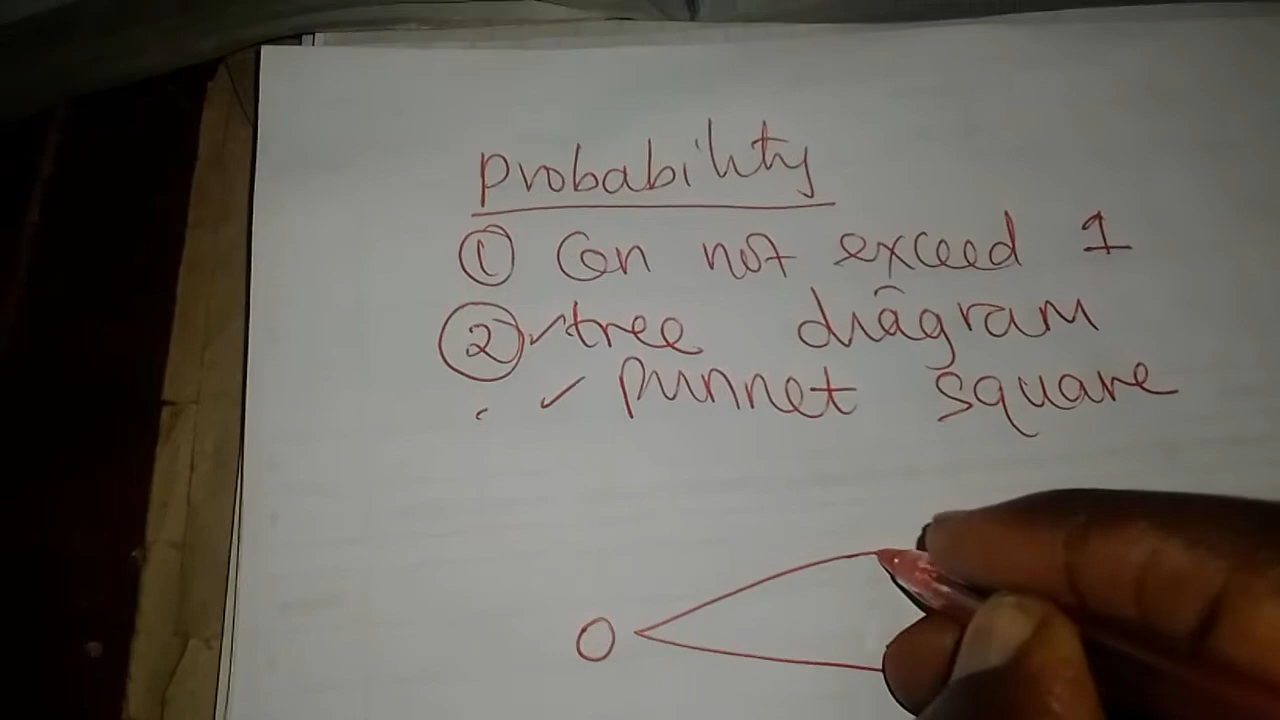 Probability
① Can not exceed 1
② ✓ tree diagram
✓ punnet square
O